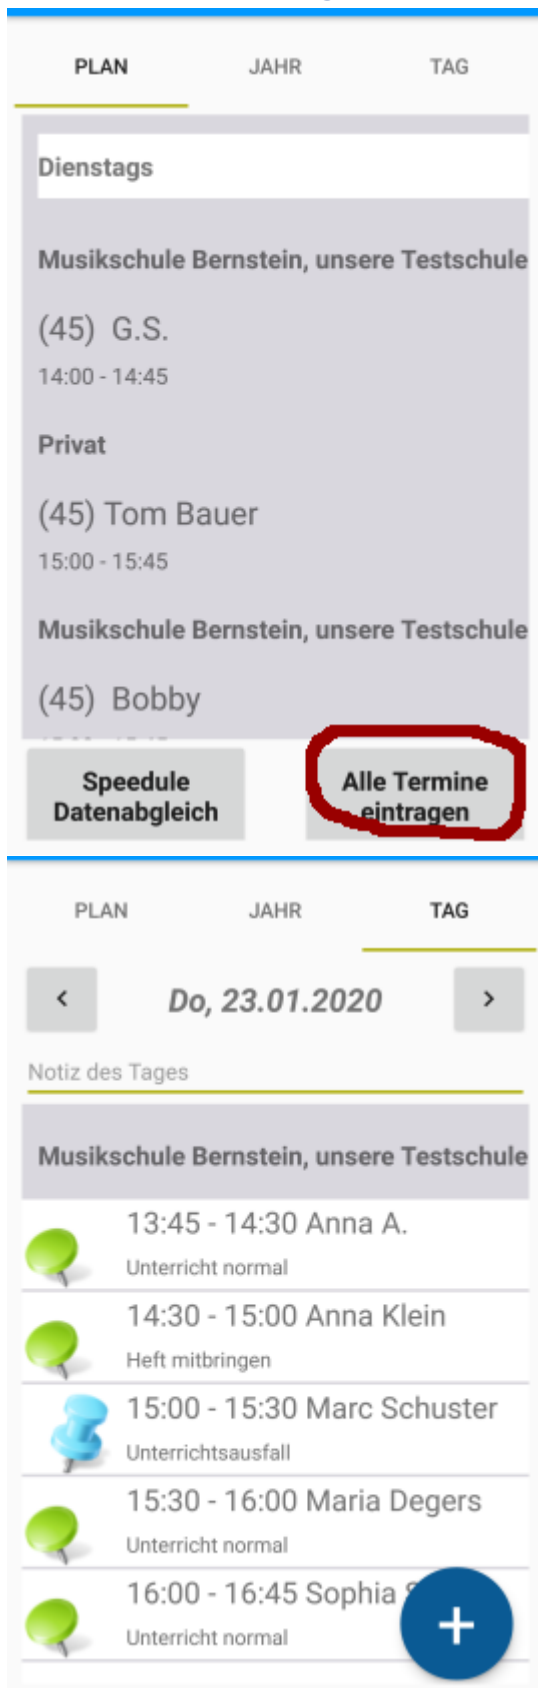 PLAN JAHR TAG
Dienstags
Musikschule Bernstein, unsere Testschule
(45) G.S.
14:00 - 14:45
Privat
(45) Tom Bauer
15:00 - 15:45
Musikschule Bernstein, unsere Testschule
(45) Bobby
Speedule
Datenabgleich
Alle Termine
eintragen
PLAN JAHR TAG
< Do, 23.01.2020 >
Notiz des Tages
Musikschule Bernstein, unsere Testschule
13:45 - 14:30 Anna A.
Unterricht normal
14:30 - 15:00 Anna Klein
Heft mitbringen
15:00 - 15:30 Marc Schuster
Unterrichtsausfall
15:30 - 16:00 Maria Degers
Unterricht normal
16:00 - 16:45 Sophia
Unterricht normal
+